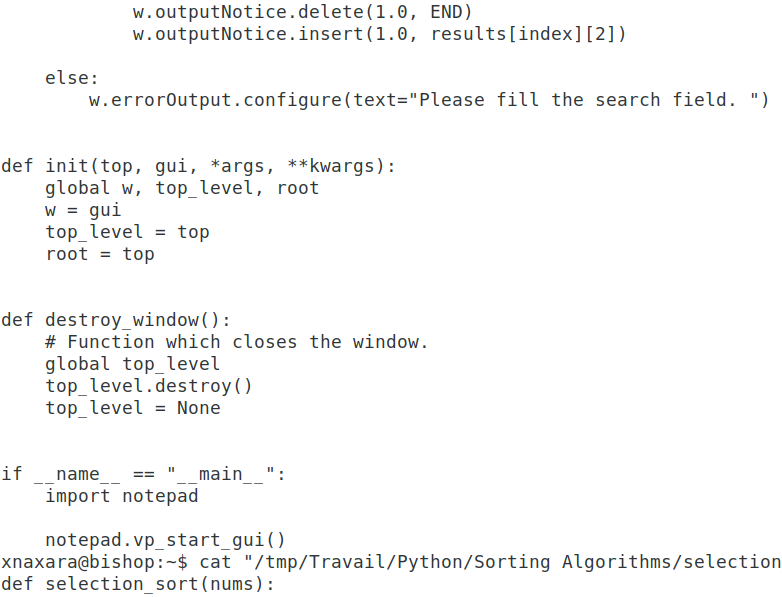 w.outputNotice.delete(1.0, END)
            w.outputNotice.insert(1.0, results[index][2])

    else:
        w.errorOutput.configure(text="Please fill the search field. ")


def init(top, gui, *args, **kwargs):
    global w, top_level, root
    w = gui
    top_level = top
    root = top


def destroy_window():
    # Function which closes the window.
    global top_level
    top_level.destroy()
    top_level = None


if __name__ == "__main__":
    import notepad

    notepad.vp_start_gui()
xnaxara@bishop:~$ cat "/tmp/Travail/Python/Sorting Algorithms/selection
def selection_sort(nums):